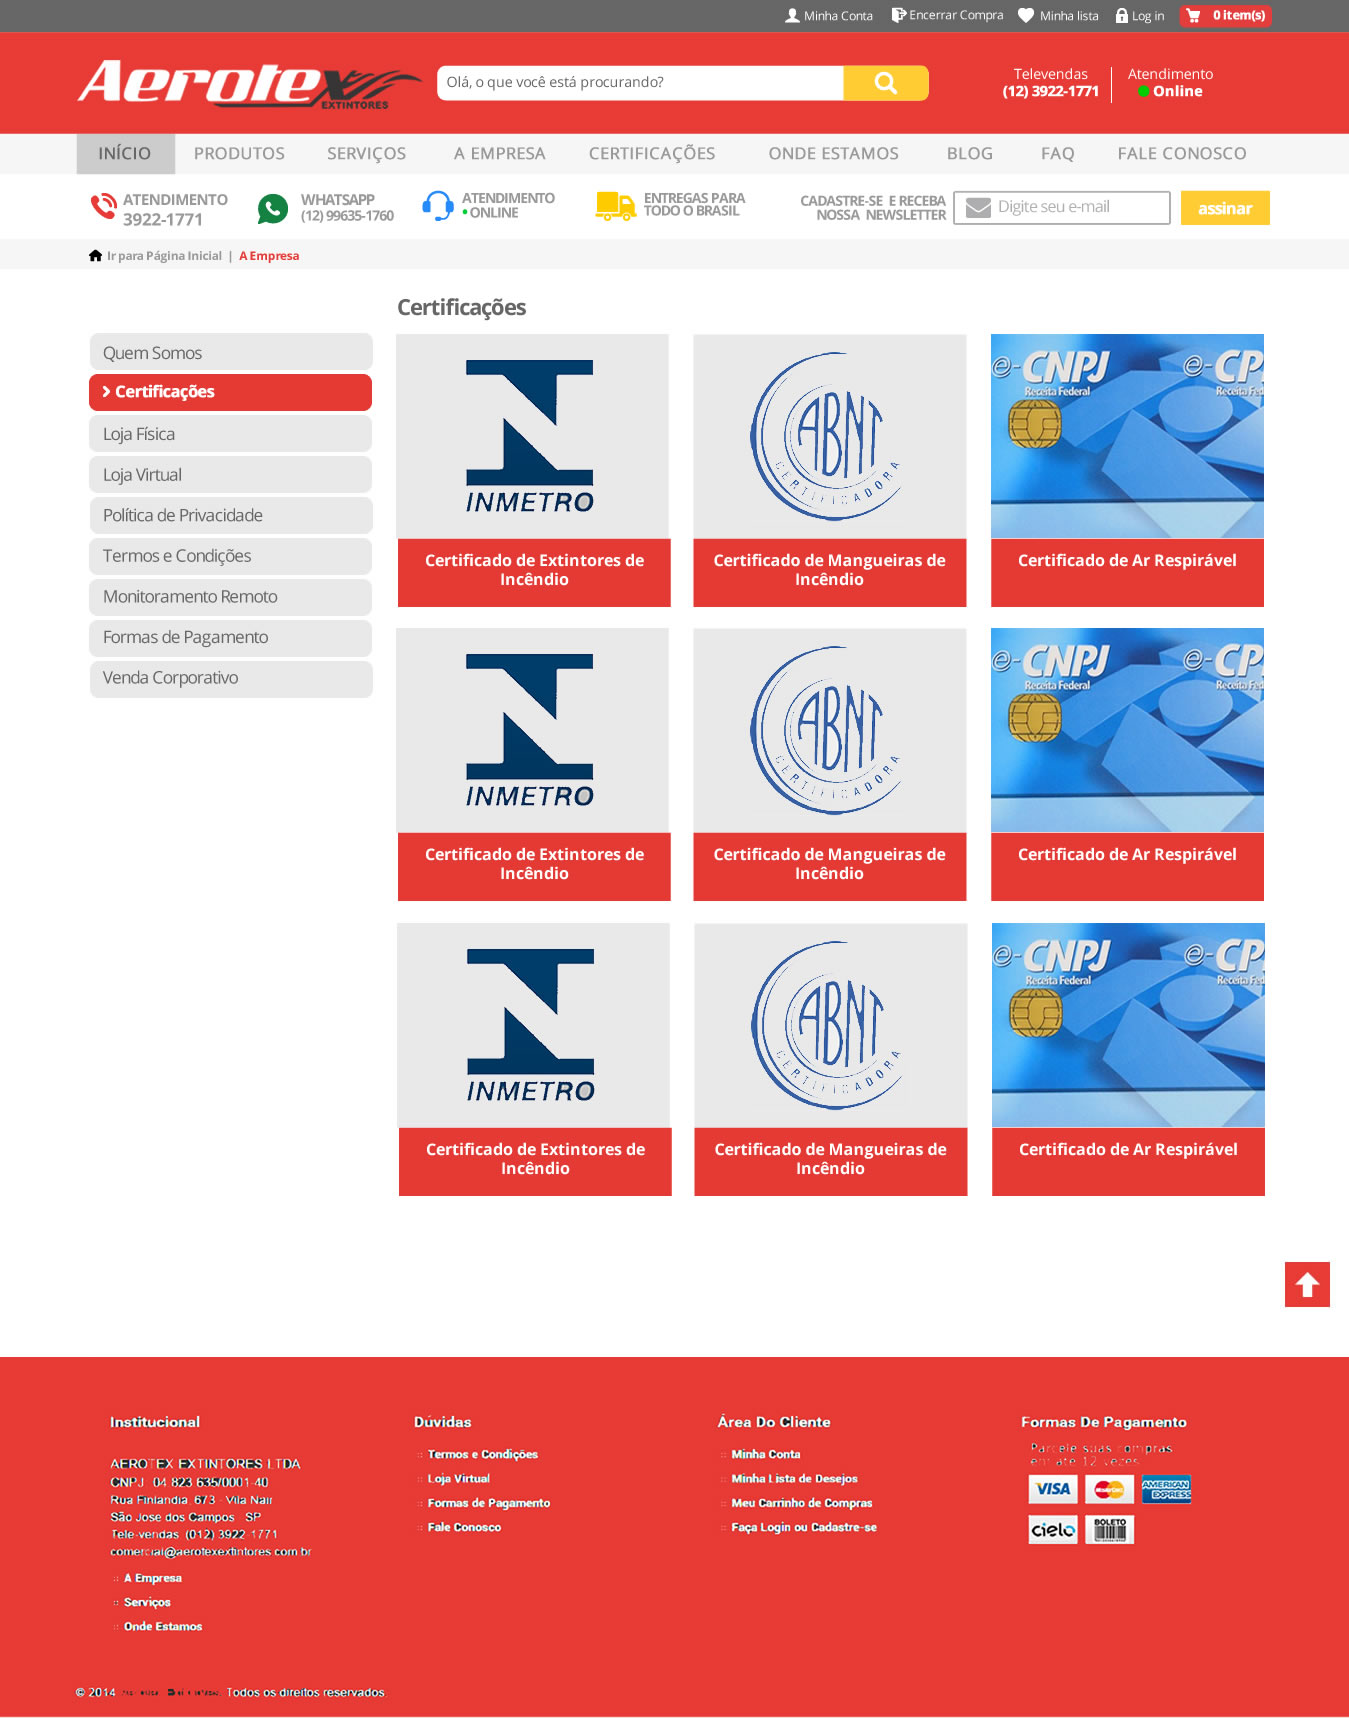 Minha Conta Encerrar Compra Minha lista Log in 0 item(s)
Aerotex
EXTINTORES
Olá, o que você está procurando?
Televendas
(12) 3922-1771
Atendimento
Online
INÍCIO PRODUTOS SERVIÇOS A EMPRESA CERTIFICAÇÕES ONDE ESTAMOS BLOG FAQ FALE CONOSCO
ATENDIMENTO
3922-1771
WHATSAPP
(12) 99635-1760
ATENDIMENTO
ONLINE
ENTREGAS PARA
TODO O BRASIL
CADASTRE-SE E RECEBA
NOSSA NEWSLETTER
Digite seu e-mail
assinar
Ir para Página Inicial | A Empresa
Certificações
Quem Somos
Certificações
Loja Física
Loja Virtual
Política de Privacidade
Termos e Condições
Monitoramento Remoto
Formas de Pagamento
Venda Corporativo
INMETRO
Certificado de Extintores de
Incêndio
ABNT
CERTIFICADORA
Certificado de Mangueiras de
Incêndio
e-CNPJ
Receita Federal
e-CP
Rece
Certificado de Ar Respirável
INMETRO
Certificado de Extintores de
Incêndio
ABNT
CERTIFICADORA
Certificado de Mangueiras de
Incêndio
e-CNPJ
Receita Federal
e-CP
Rece
Certificado de Ar Respirável
INMETRO
Certificado de Extintores de
Incêndio
ABNT
CERTIFICADORA
Certificado de Mangueiras de
Incêndio
e-CNPJ
Receita Federal
e-CP
Rece
Certificado de Ar Respirável
Institucional
AEROTEX EXTINTORES LTDA
CNPJ 04 823 635/0001-40
Rua Finlandia, 673 - Vila Nair
São Jose dos Campos SP
Tele-vendas (012) 3922-1771
comercial@aerotexextintores.com.br
:: A Empresa
:: Serviços
:: Onde Estamos
Dúvidas
:: Termos e Condições
:: Loja Virtual
:: Formas de Pagamento
:: Fale Conosco
Área Do Cliente
:: Minha Conta
:: Minha Lista de Desejos
:: Meu Carrinho de Compras
:: Faça Login ou Cadastre-se
Formas De Pagamento
Parcele suas compras
em até 12 vezes
VISA MasterCard AMERICAN EXPRESS
cielo BOLETO
© 2014 Todos os direitos reservados.